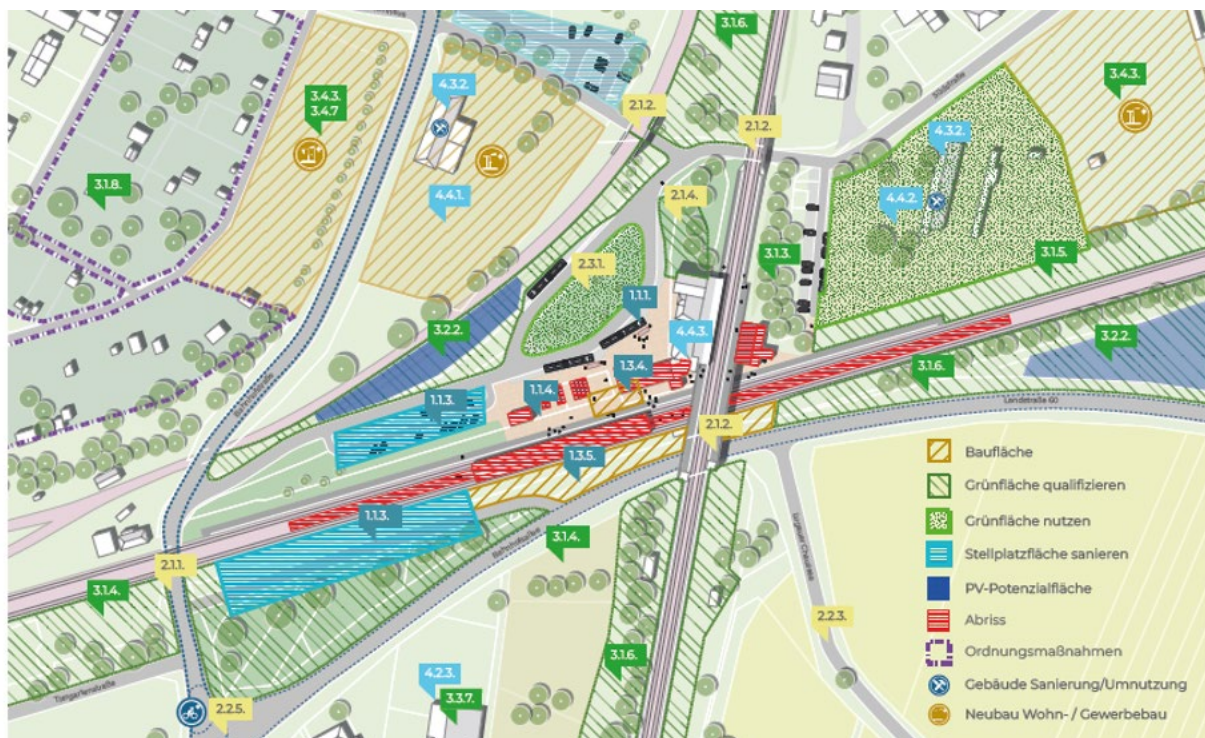 3.1.6.
3.4.3.
3.4.7
4.3.2.
2.1.2.
2.1.2.
Südstraße
3.4.3.
4.3.2.
3.1.8.
4.4.1.
2.1.4.
4.4.2.
3.1.3.
3.1.5.
2.3.1.
1.1.1.
3.2.2.
4.4.3.
3.2.2.
1.3.4.
3.1.6.
1.1.4.
1.1.3.
Landstraße 60
2.1.2.
1.3.5.
1.1.3.
3.1.4.
2.1.1.
3.1.4.
Torgauer Chaussee
2.2.3.
3.1.6.
4.2.3.
3.3.7.
Tiergartenstraße
2.2.5.
Baufläche
Grünfläche qualifizieren
Grünfläche nutzen
Stellplatzfläche sanieren
PV-Potenzialfläche
Abriss
Ordnungsmaßnahmen
Gebäude Sanierung/Umnutzung
Neubau Wohn- / Gewerbebau